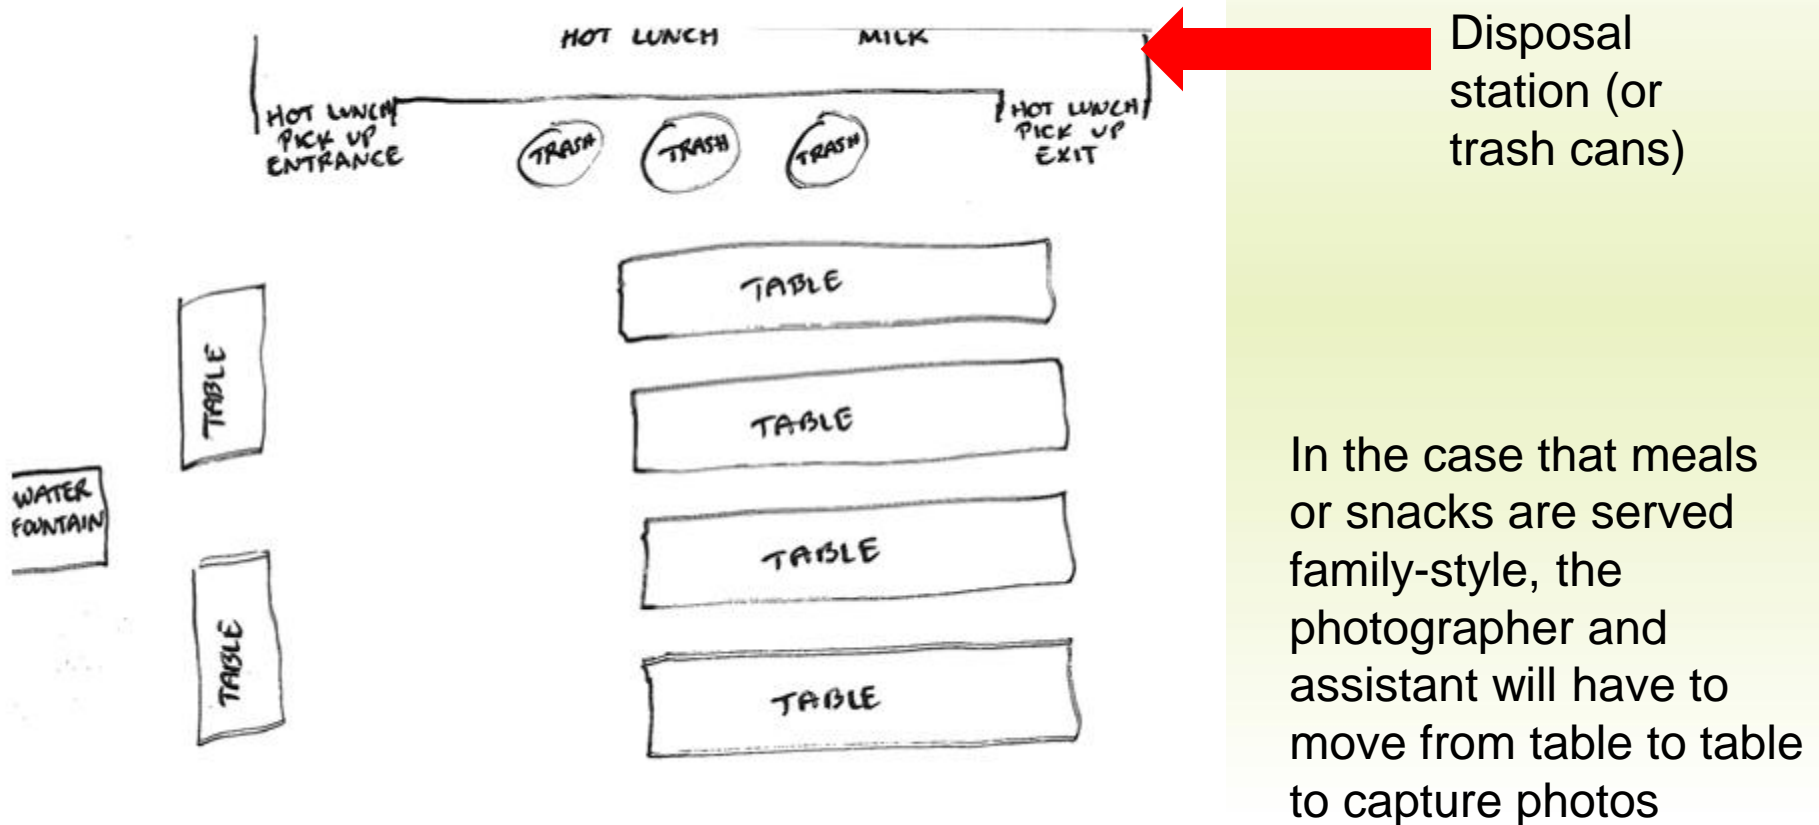 HOT LUNCH MILK
HOT LUNCH
PICK UP
ENTRANCE
TRASH
TRASH
TRASH
HOT LUNCH
PICK UP
EXIT
Disposal
station (or
trash cans)
TABLE
TABLE
TABLE
TABLE
WATER
FOUNTAIN
TABLE
TABLE
In the case that meals
or snacks are served
family-style, the
photographer and
assistant will have to
move from table to table
to capture photos